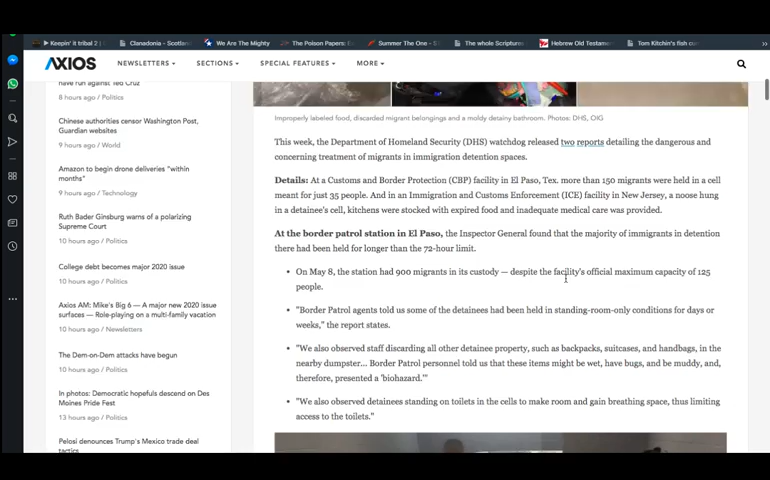 Keepin' it tribal 2 |
Clanadonia - Scotlan
We Are The Mighty
The Poison Papers: E
Summer The One - E
The whole Scriptures
Hebrew Old Testame
Tom Kitchin's fish co
AXIOS
NEWSLETTERS
SECTIONS
SPECIAL FEATURES
MORE
have run against Ted Cruz
8 hours ago / Politics
Chinese authorities censor Washington Post,
Guardian websites
9 hours ago / World
Amazon to begin drone deliveries "within
months"
9 hours ago / Technology
Ruth Bader Ginsburg warns of a polarizing
Supreme Court
10 hours ago / Politics
College debt becomes major 2020 issue
10 hours ago / Politics
Axios AM: Mike's Big 6 — A major new 2020 issue
surfaces — Role-playing on a multi-family vacation
10 hours ago / Newsletters
The Dem-on-Dem attacks have begun
10 hours ago / Politics
In photos: Democratic hopefuls descend on Des
Moines Pride Fest
13 hours ago / Politics
Pelosi denounces Trump's Mexico trade deal
tactics
Improperly labeled food, discarded migrant belongings and a moldy detainy bathroom. Photos: DHS, OIG
This week, the Department of Homeland Security (DHS) watchdog released two reports detailing the dangerous and
concerning treatment of migrants in immigration detention spaces.
Details: At a Customs and Border Protection (CBP) facility in El Paso, Tex. more than 150 migrants were held in a cell
meant for just 35 people. And in an Immigration and Customs Enforcement (ICE) facility in New Jersey, a noose hung
in a detainee's cell, kitchens were stocked with expired food and inadequate medical care was provided.
At the border patrol station in El Paso, the Inspector General found that the majority of immigrants in detention
there had been held for longer than the 72-hour limit.
• On May 8, the station had 900 migrants in its custody — despite the facility's official maximum capacity of 125
people.
• "Border Patrol agents told us some of the detainees had been held in standing-room-only conditions for days or
weeks," the report states.
• "We also observed staff discarding all other detainee property, such as backpacks, suitcases, and handbags, in the
nearby dumpster... Border Patrol personnel told us that these items might be wet, have bugs, and be muddy, and,
therefore, presented a 'biohazard.'"
• "We also observed detainees standing on toilets in the cells to make room and gain breathing space, thus limiting
access to the toilets."